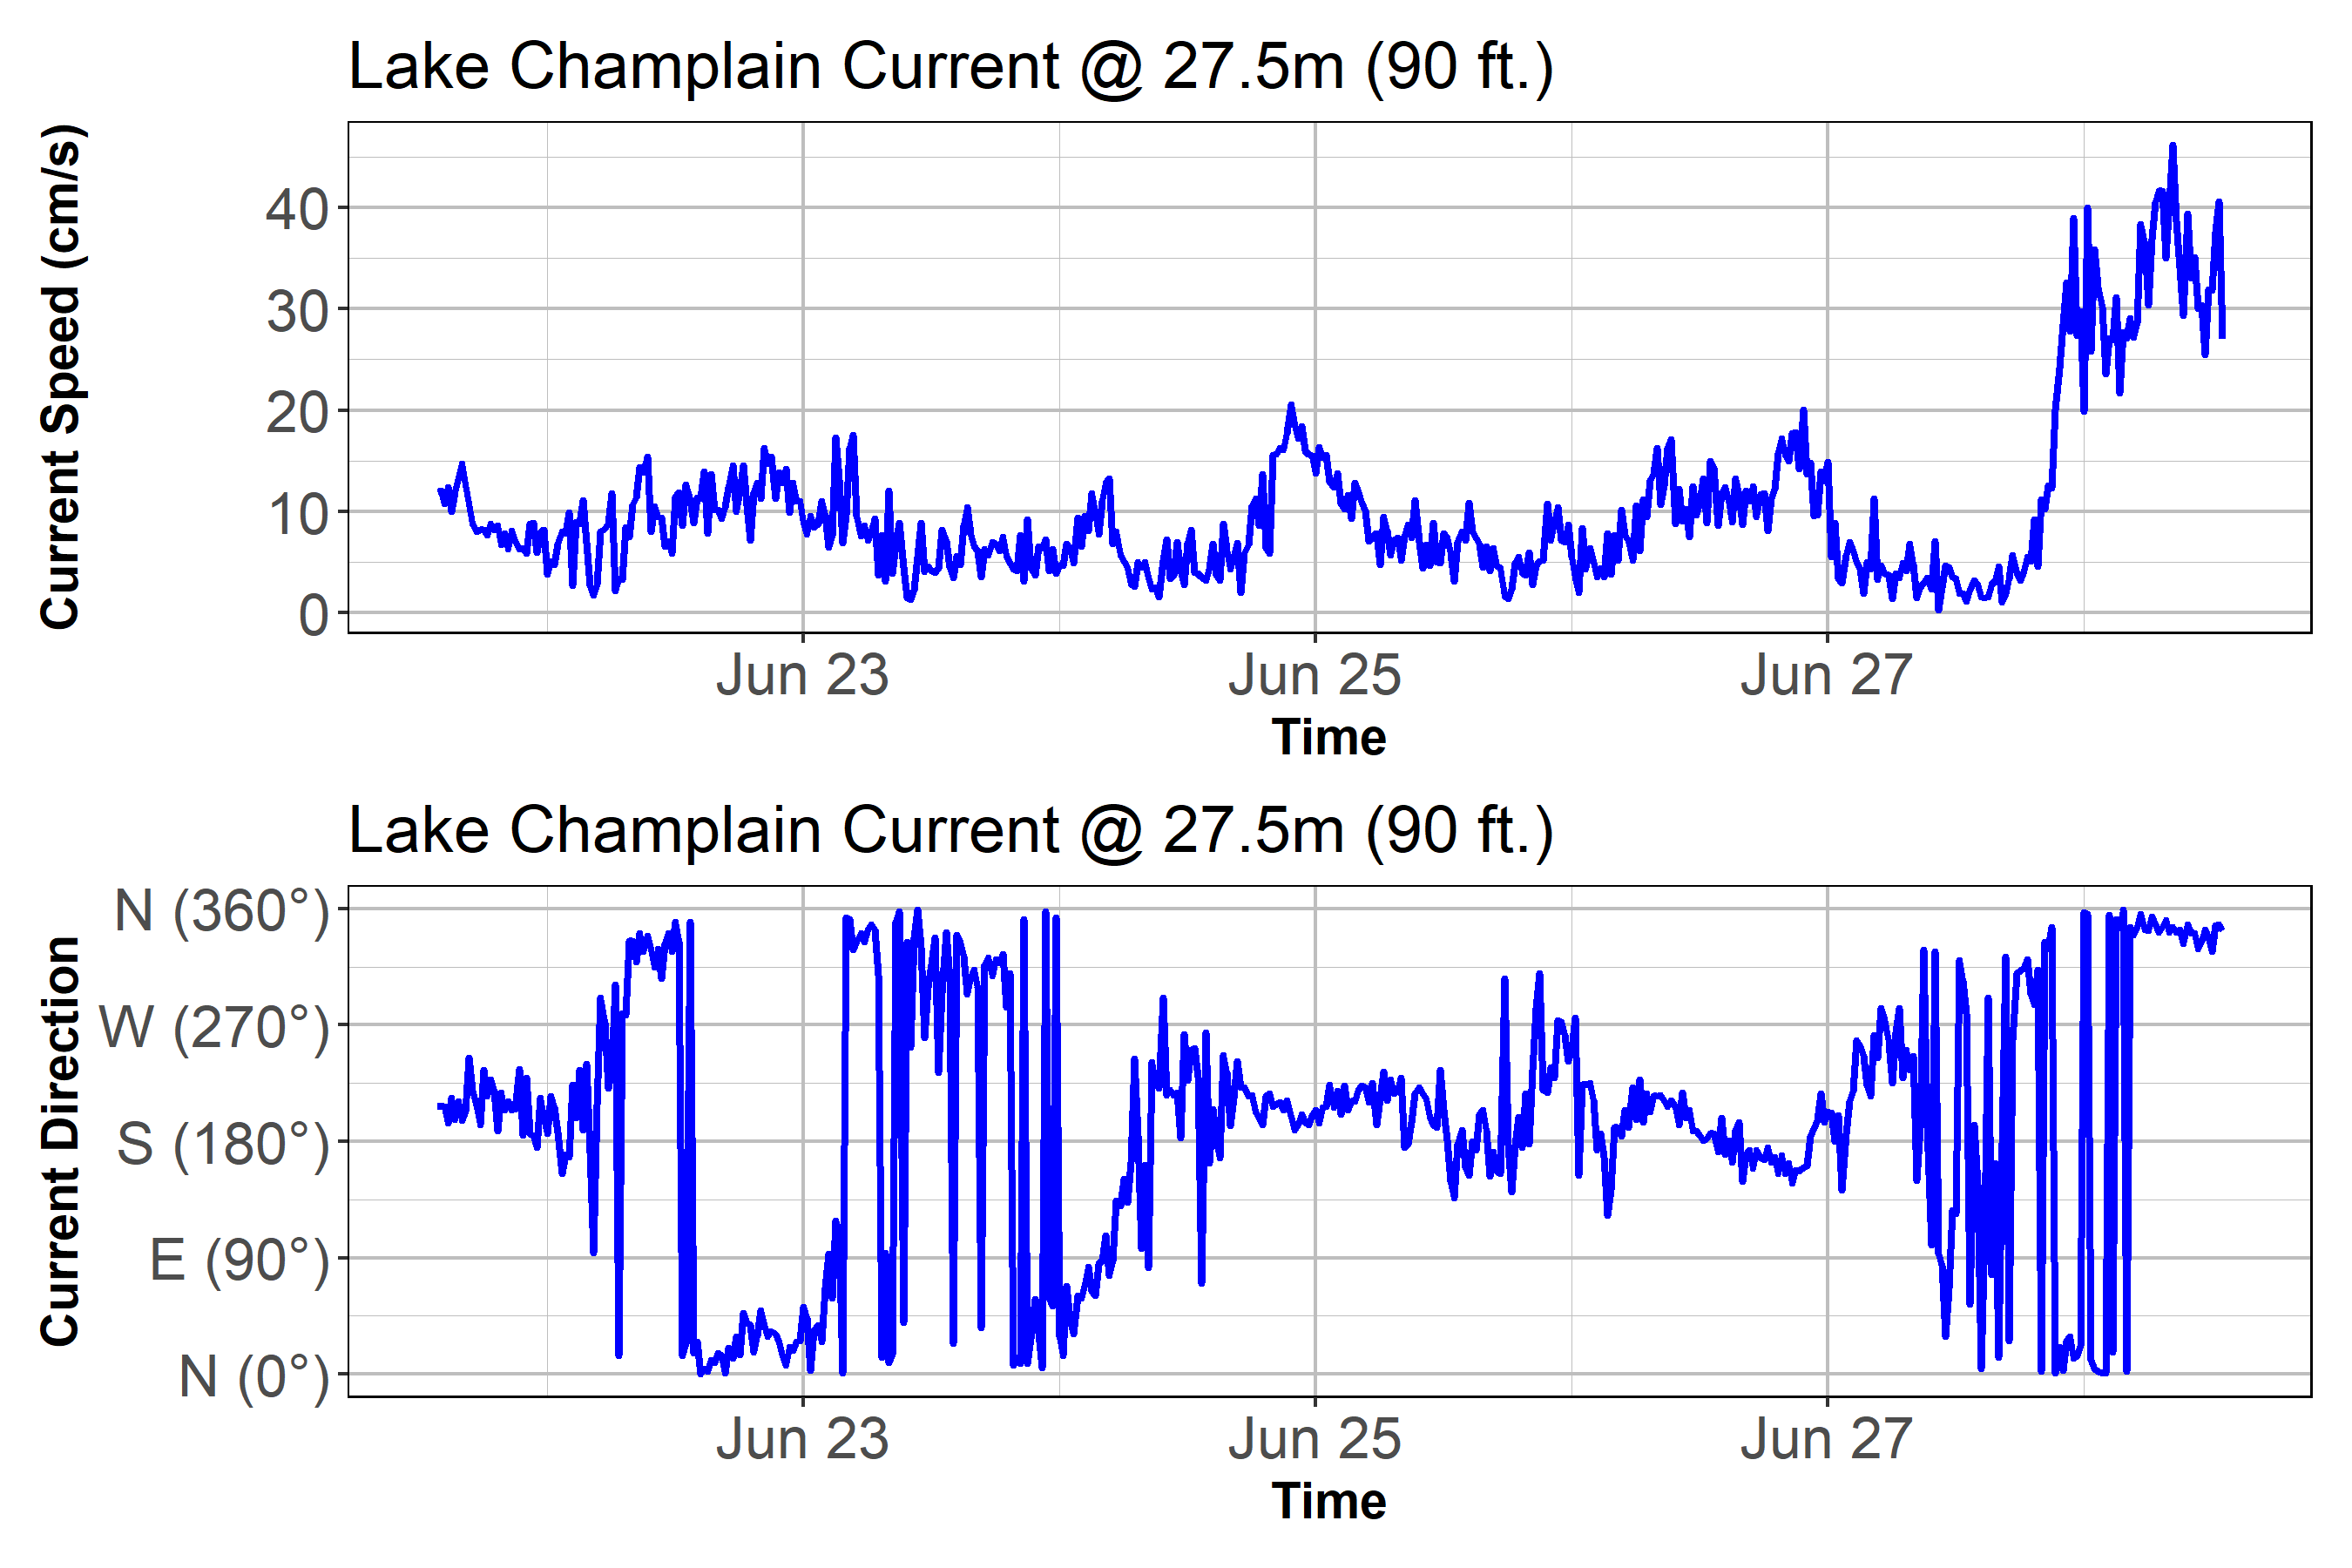 Lake Champlain Current @ 27.5m (90 ft.)
Current Speed (cm/s)
40
30
20
10
0
Jun 23 Jun 25 Jun 27
Time
Lake Champlain Current @ 27.5m (90 ft.)
Current Direction
N (360°)
W (270°)
S (180°)
E (90°)
N (0°)
Jun 23 Jun 25 Jun 27
Time